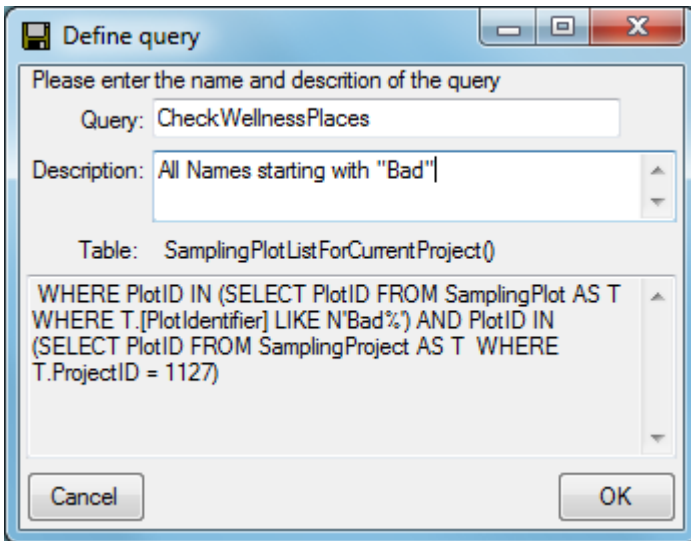 Define query
Please enter the name and descrition of the query
Query: CheckWellnessPlaces
Description: All Names starting with "Bad"
Table: SamplingPlotListForCurrentProject()
WHERE PlotID IN (SELECT PlotID FROM SamplingPlot AS T
WHERE T.[PlotIdentifier] LIKE N'Bad%') AND PlotID IN
(SELECT PlotID FROM SamplingProject AS T  WHERE
T.ProjectID = 1127)
Cancel OK